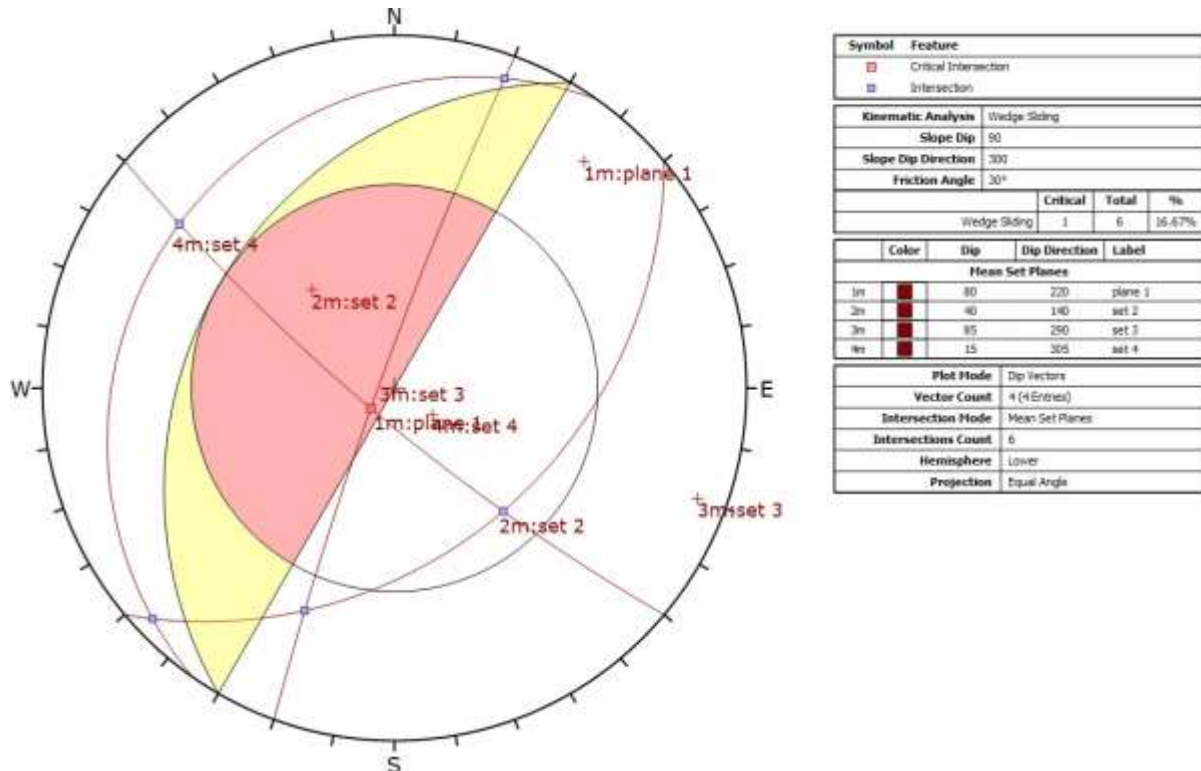 N
W
E
S
1m:plane 1
4m:set 4
2m:set 2
3m:set 3
1m:plane 1
4m:set 4
2m:set 2
3m:set 3
Symbol Feature
Critical Intersection
Intersection
Kinematic Analysis Wedge Sliding
Slope Dip 90
Slope Dip Direction 300
Friction Angle 30°
Critical Total %
Wedge Sliding 1 6 16.67%
Color Dip Dip Direction Label
Mean Set Planes
1m 80 220 plane 1
2m 40 140 set 2
3m 85 290 set 3
4m 15 305 set 4
Plot Mode Dip Vectors
Vector Count 4 (4 Entries)
Intersection Mode Mean Set Planes
Intersections Count 6
Hemisphere Lower
Projection Equal Angle